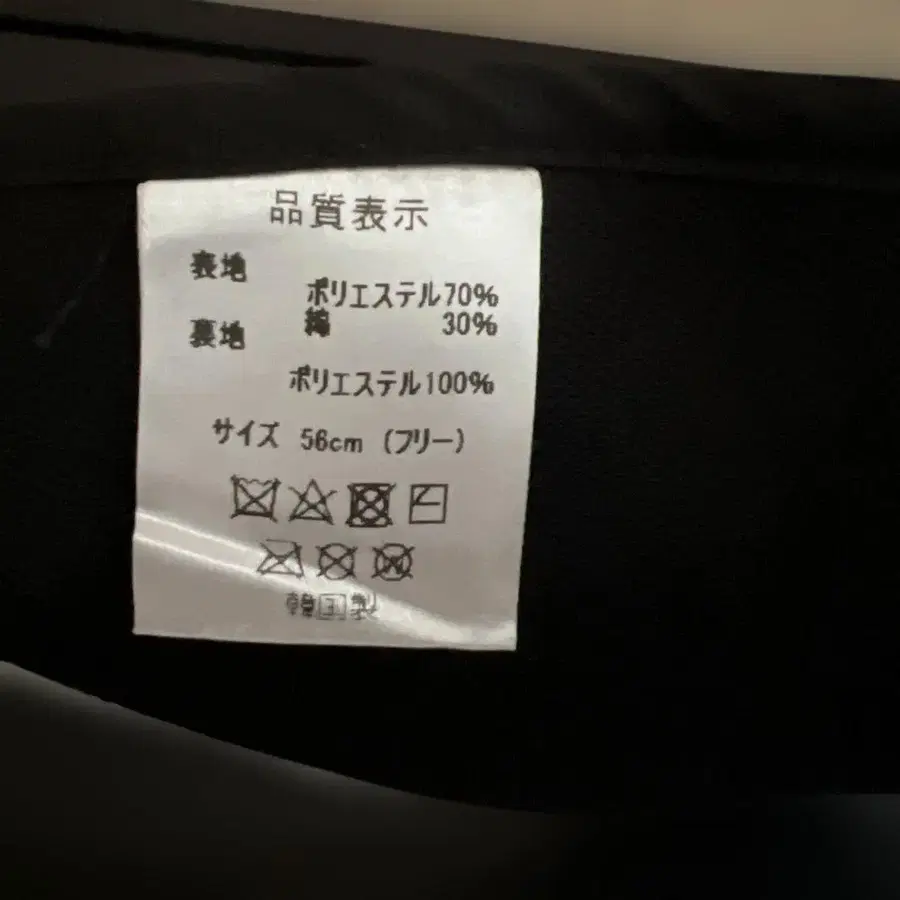 品質表示
表地
ポリエステル70%
綿 30%
裏地
ポリエステル100%
サイズ 56cm (フリー)
韓国製